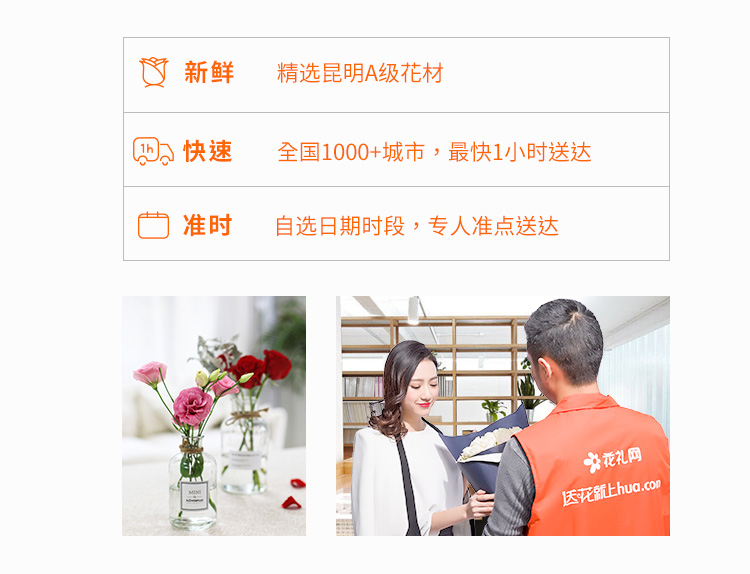 新鲜 精选昆明A级花材
1h 快速 全国1000+城市，最快1小时送达
准时 自选日期时段，专人准点送达
花礼网
送花就上hua.com
MINI